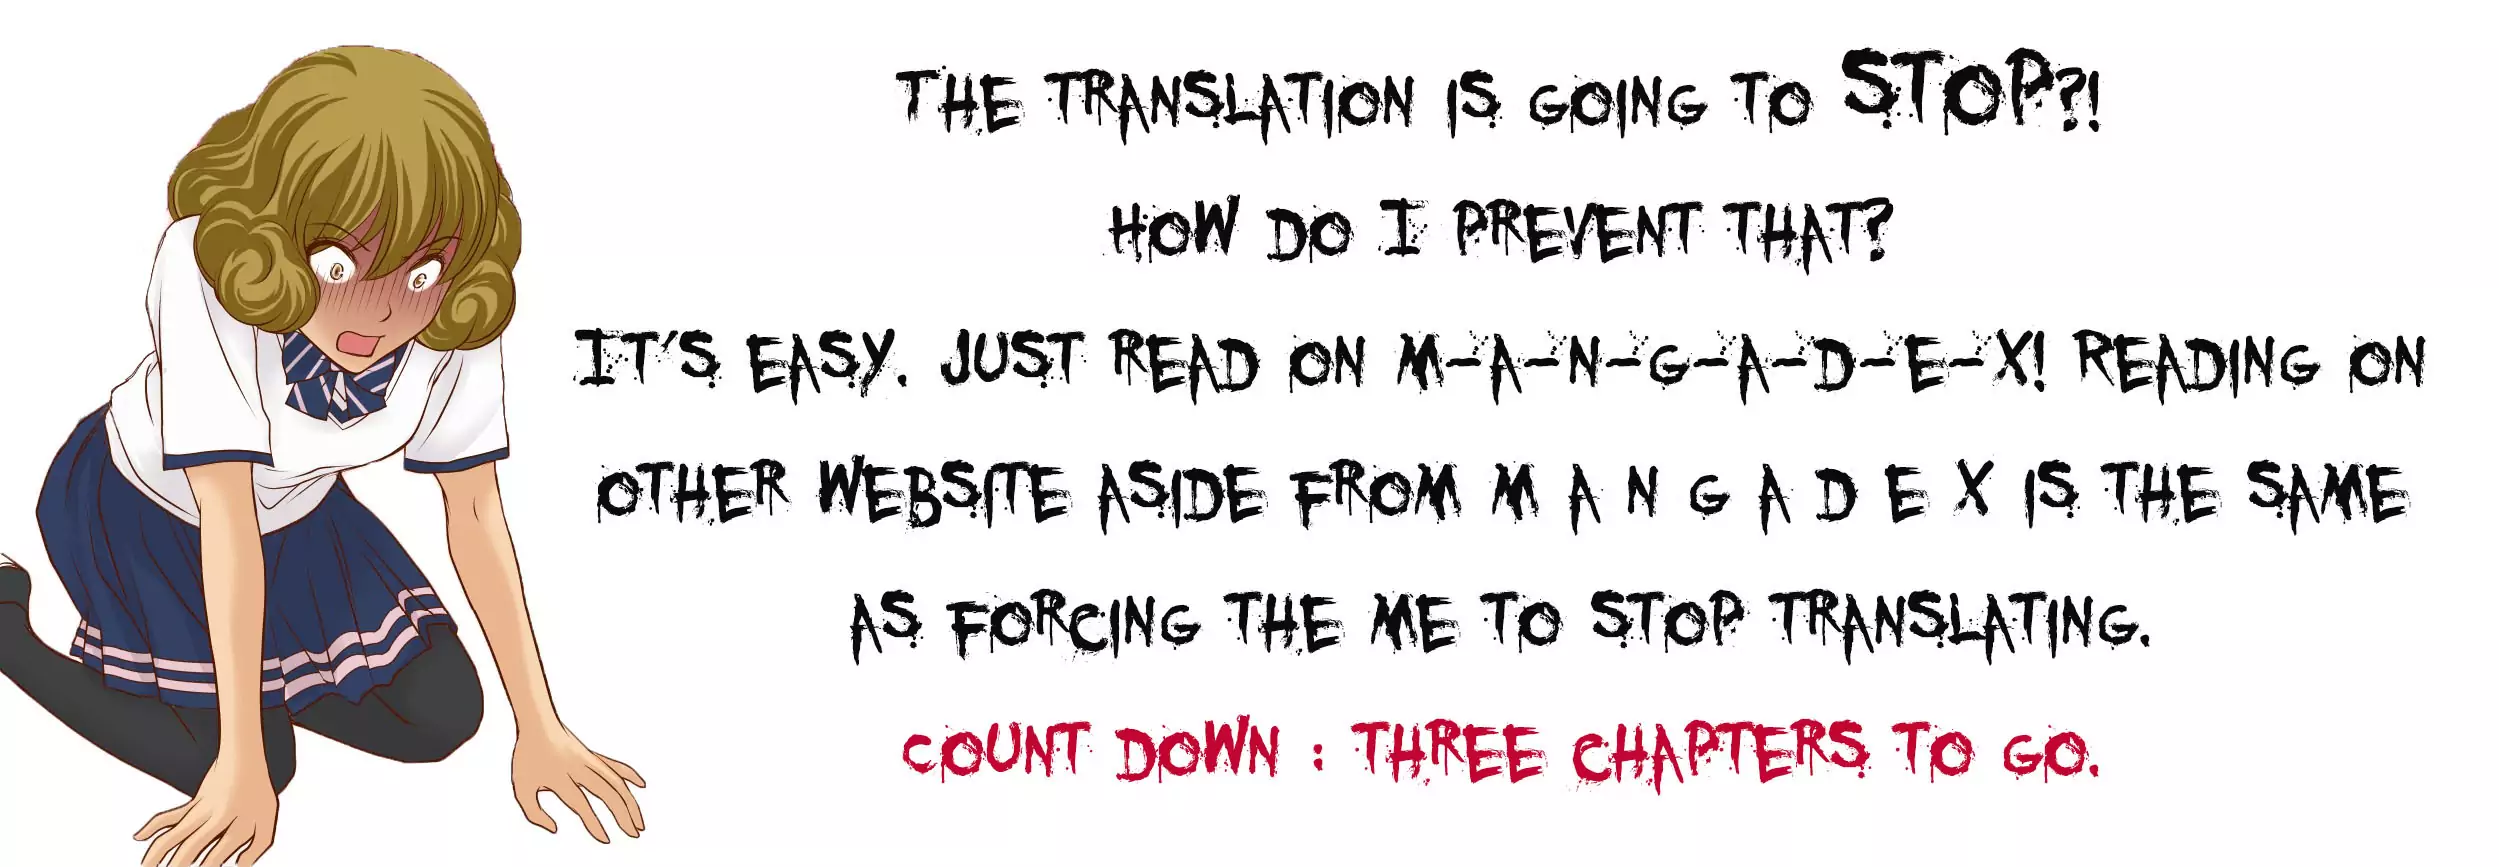 THE TRANSLATION IS GOING TO STOP?!
HOW DO I PREVENT THAT?
IT'S EASY. JUST READ ON M-A-N-G-A-D-E-X! READING ON
OTHER WEBSITE ASIDE FROM M A N G A D E X IS THE SAME
AS FORCING THE ME TO STOP TRANSLATING.
COUNT DOWN : THREE CHAPTERS TO GO.